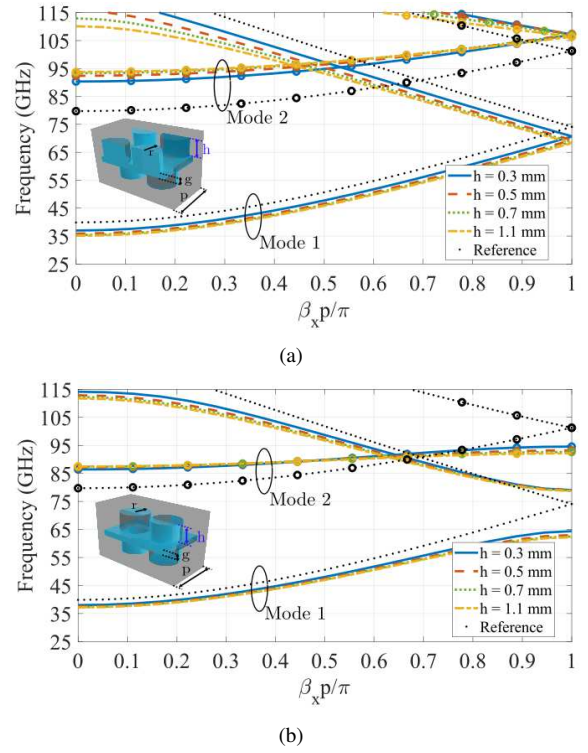 115
105
95
85
75
65
55
45
35
25
Frequency (GHz)
Mode 2
Mode 1
r
h
g
p
h = 0.3 mm
h = 0.5 mm
h = 0.7 mm
h = 1.1 mm
Reference
0 0.1 0.2 0.3 0.4 0.5 0.6 0.7 0.8 0.9 1
βₓp/π
(a)
115
105
95
85
75
65
55
45
35
25
Frequency (GHz)
Mode 2
Mode 1
r
h
g
p
h = 0.3 mm
h = 0.5 mm
h = 0.7 mm
h = 1.1 mm
Reference
0 0.1 0.2 0.3 0.4 0.5 0.6 0.7 0.8 0.9 1
βₓp/π
(b)